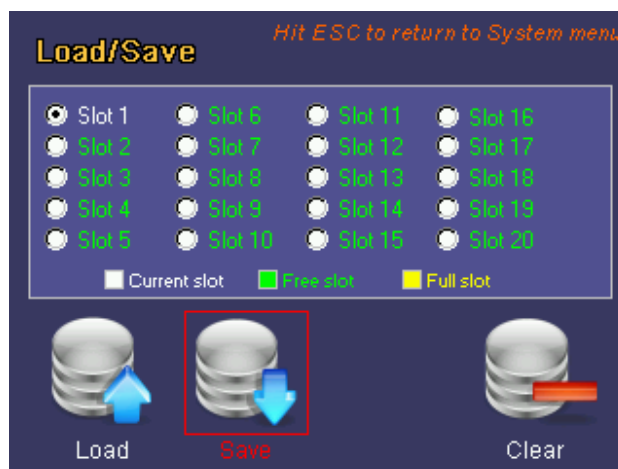 Hit ESC to return to System menu
Load/Save
Slot 1 Slot 6 Slot 11 Slot 16
Slot 2 Slot 7 Slot 12 Slot 17
Slot 3 Slot 8 Slot 13 Slot 18
Slot 4 Slot 9 Slot 14 Slot 19
Slot 5 Slot 10 Slot 15 Slot 20
Current slot Free slot Full slot
Load Save Clear